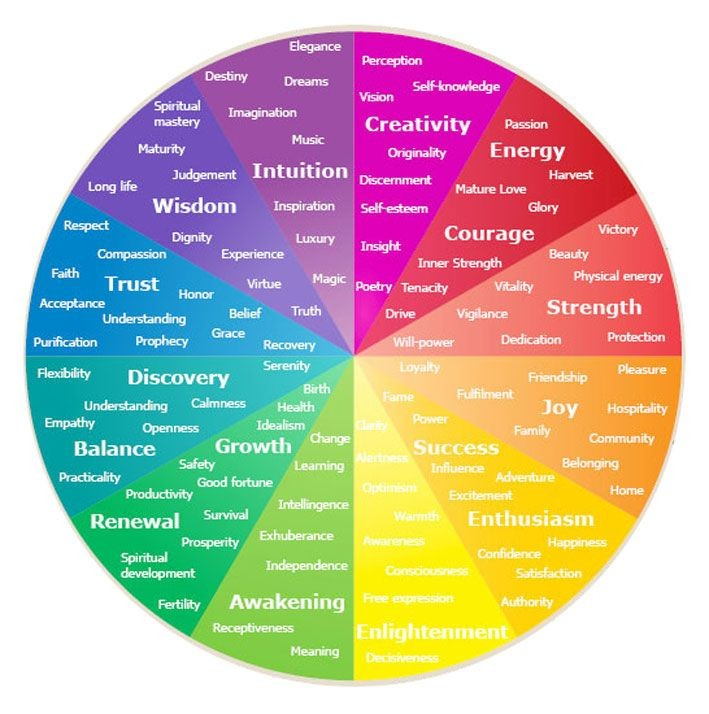 Elegance
Destiny
Dreams
Imagination
Music
Intuition
Inspiration
Luxury
Magic
Perception
Self-knowledge
Vision
Creativity
Originality
Discernment
Self-esteem
Insight
Poetry
Passion
Energy
Harvest
Mature Love
Glory
Courage
Inner Strength
Tenacity
Drive
Victory
Beauty
Physical energy
Vitality
Strength
Vigilance
Dedication
Protection
Will-power
Loyalty
Pleasure
Friendship
Fulfilment
Joy
Hospitality
Family
Community
Belonging
Home
Fame
Power
Success
Influence
Adventure
Excitement
Enthusiasm
Happiness
Confidence
Satisfaction
Authority
Clarity
Alertness
Optimism
Warmth
Awareness
Consciousness
Free expression
Enlightenment
Decisiveness
Change
Learning
Intellingence
Exhuberance
Independence
Awakening
Receptiveness
Meaning
Birth
Health
Idealism
Growth
Safety
Good fortune
Productivity
Survival
Renewal
Prosperity
Spiritual
development
Fertility
Serenity
Flexibility
Discovery
Calmness
Understanding
Empathy
Openness
Balance
Practicality
Respect
Compassion
Faith
Trust
Honor
Acceptance
Understanding
Belief
Grace
Purification
Prophecy
Recovery
Spiritual
mastery
Maturity
Judgement
Long life
Wisdom
Dignity
Experience
Virtue
Truth